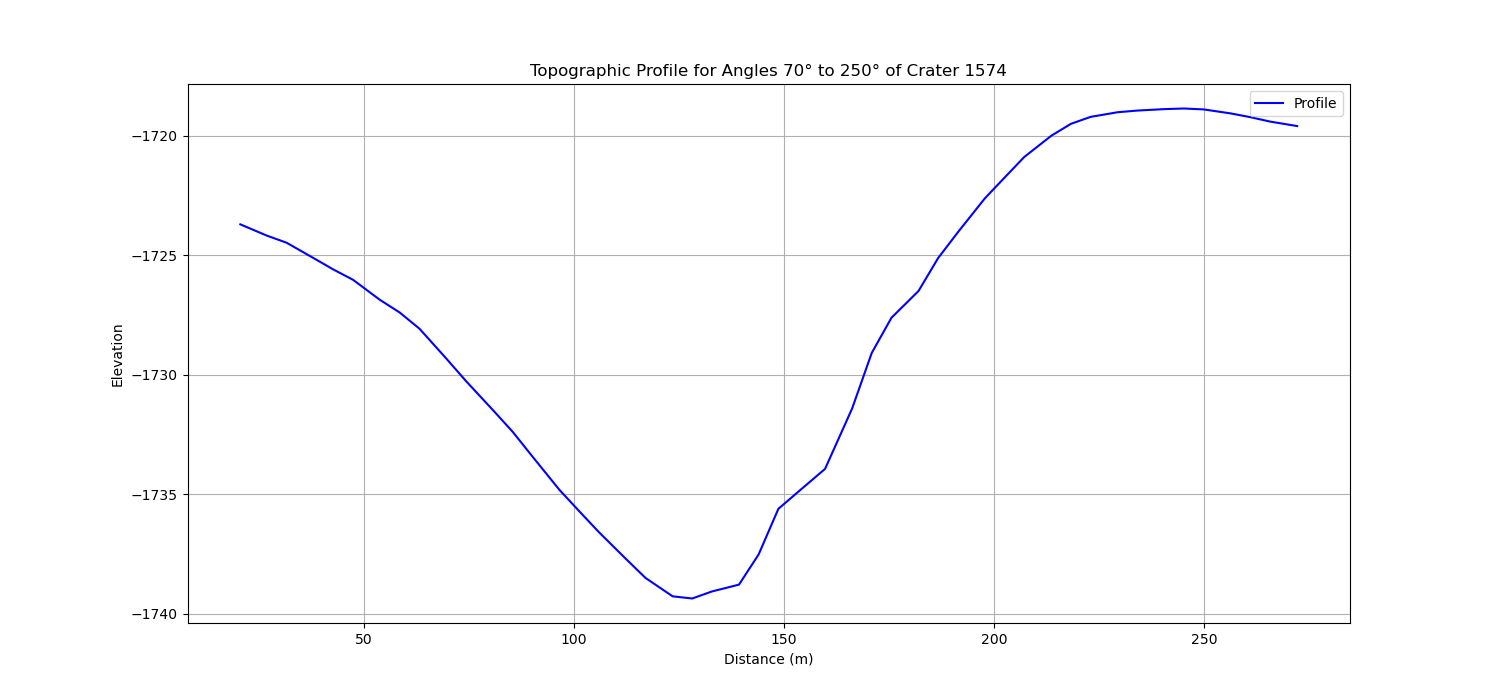 Topographic Profile for Angles 70° to 250° of Crater 1574
Profile
−1720
−1725
−1730
−1735
−1740
Elevation
50
100
150
200
250
Distance (m)